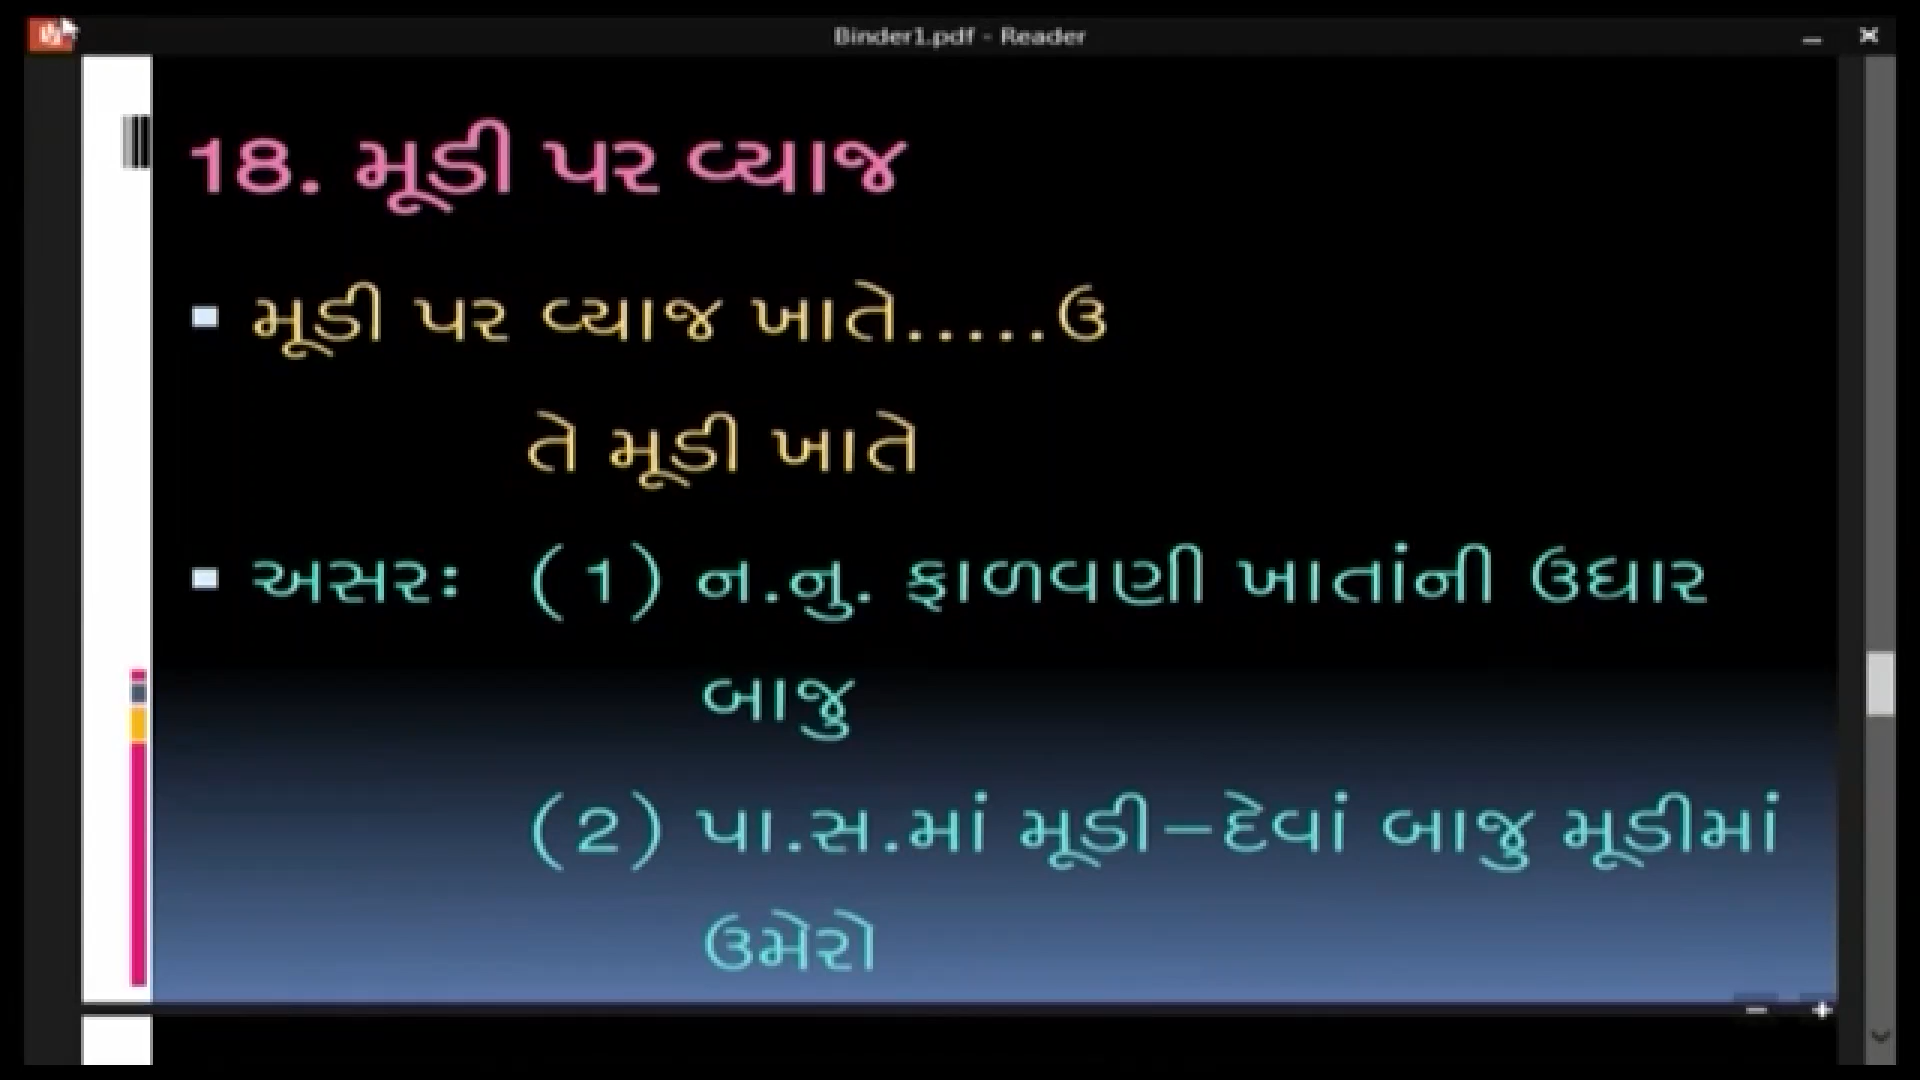 Binder1.pdf - Reader
18. મૂડી પર વ્યાજ
મૂડી પર વ્યાજ ખાતે.....ઉ
તે મૂડી ખાતે
અસરઃ (1) ન.નુ. ફાળવણી ખાતાંની ઉધાર
બાજુ
(2) પા.સ.માં મૂડી–દેવાં બાજુ મૂડીમાં
ઉમેરો